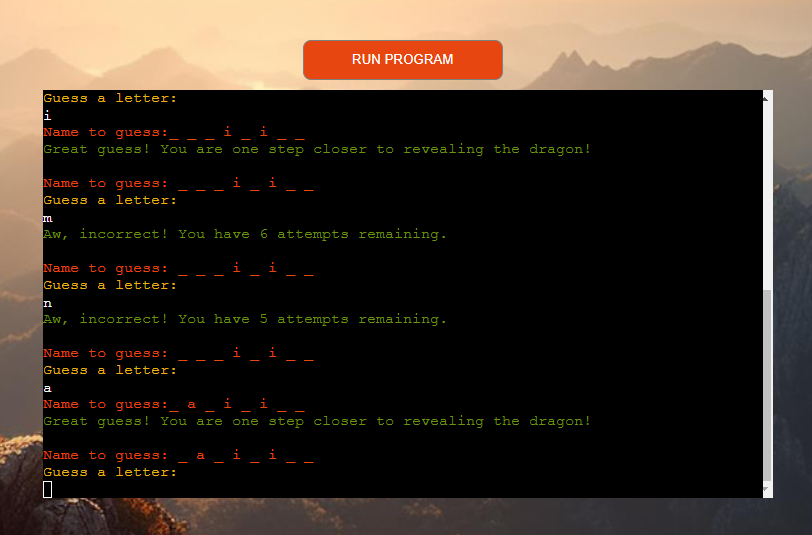 RUN PROGRAM
Guess a letter:
i
Name to guess:_ _ _ i _ i _ _
Great guess! You are one step closer to revealing the dragon!
Name to guess: _ _ _ i _ i _ _
Guess a letter:
m
Aw, incorrect! You have 6 attempts remaining.
Name to guess: _ _ _ i _ i _ _
Guess a letter:
n
Aw, incorrect! You have 5 attempts remaining.
Name to guess: _ _ _ i _ i _ _
Guess a letter:
a
Name to guess:_ a _ i _ i _ _
Great guess! You are one step closer to revealing the dragon!
Name to guess: _ a _ i _ i _ _
Guess a letter: